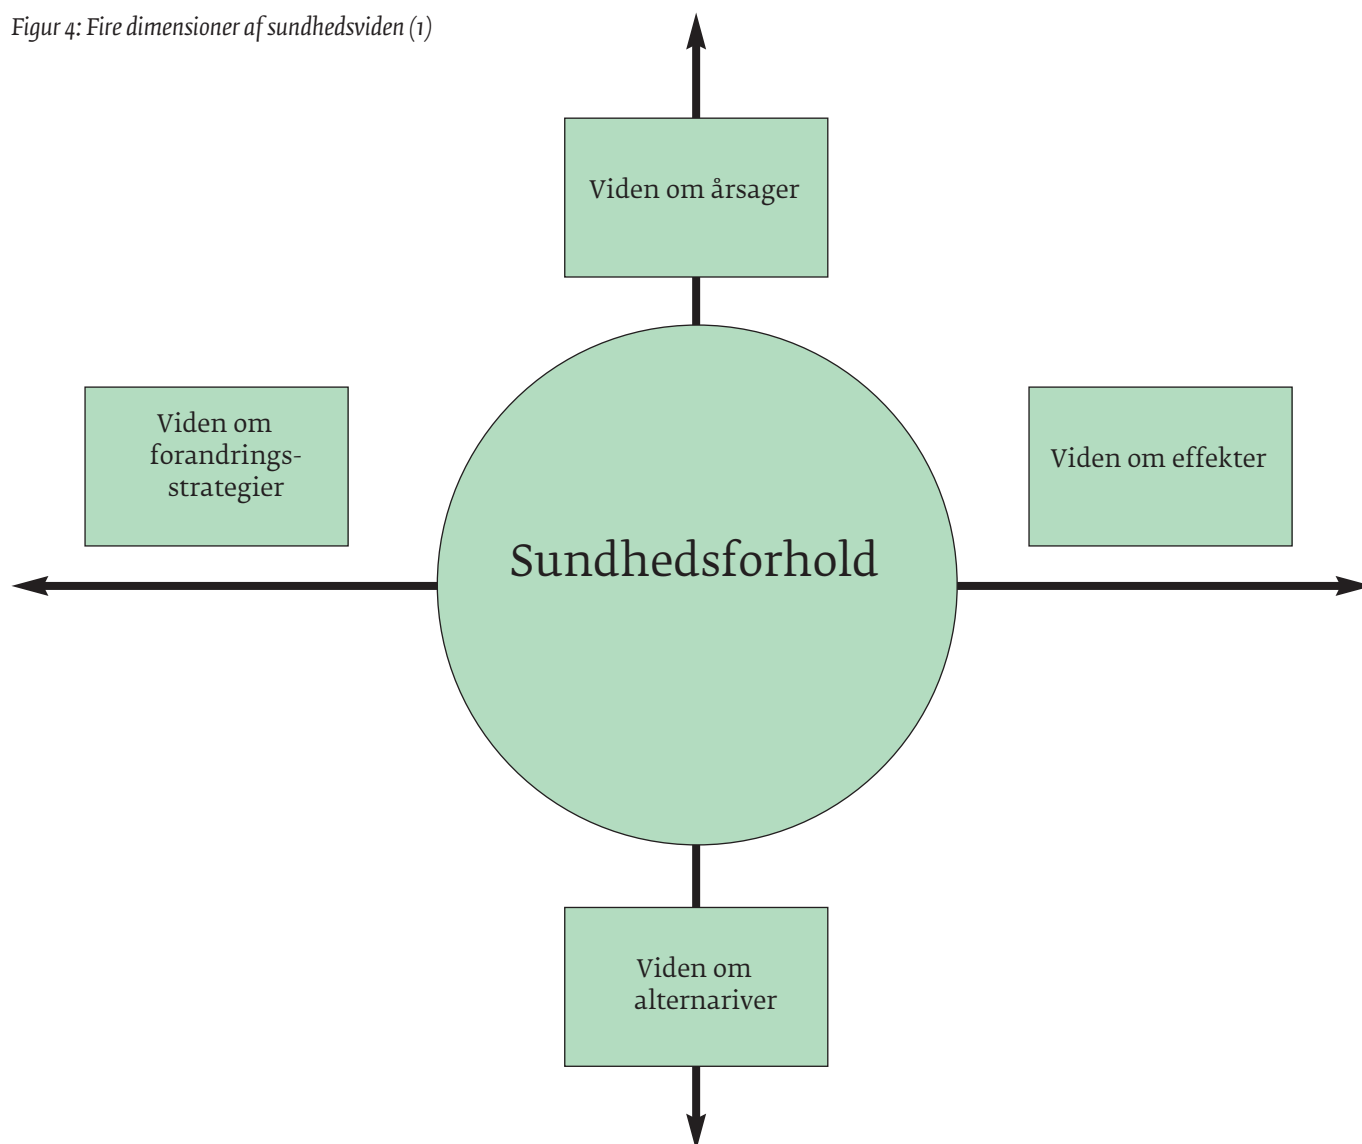 Figur 4: Fire dimensioner af sundhedsviden (1)
Viden om årsager
Viden om
forandrings-
strategier
Viden om effekter
Sundhedsforhold
Viden om
alternariver